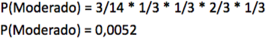 P(Moderado) = 3/14 * 1/3 * 1/3 * 2/3 * 1/3
P(Moderado) = 0,0052